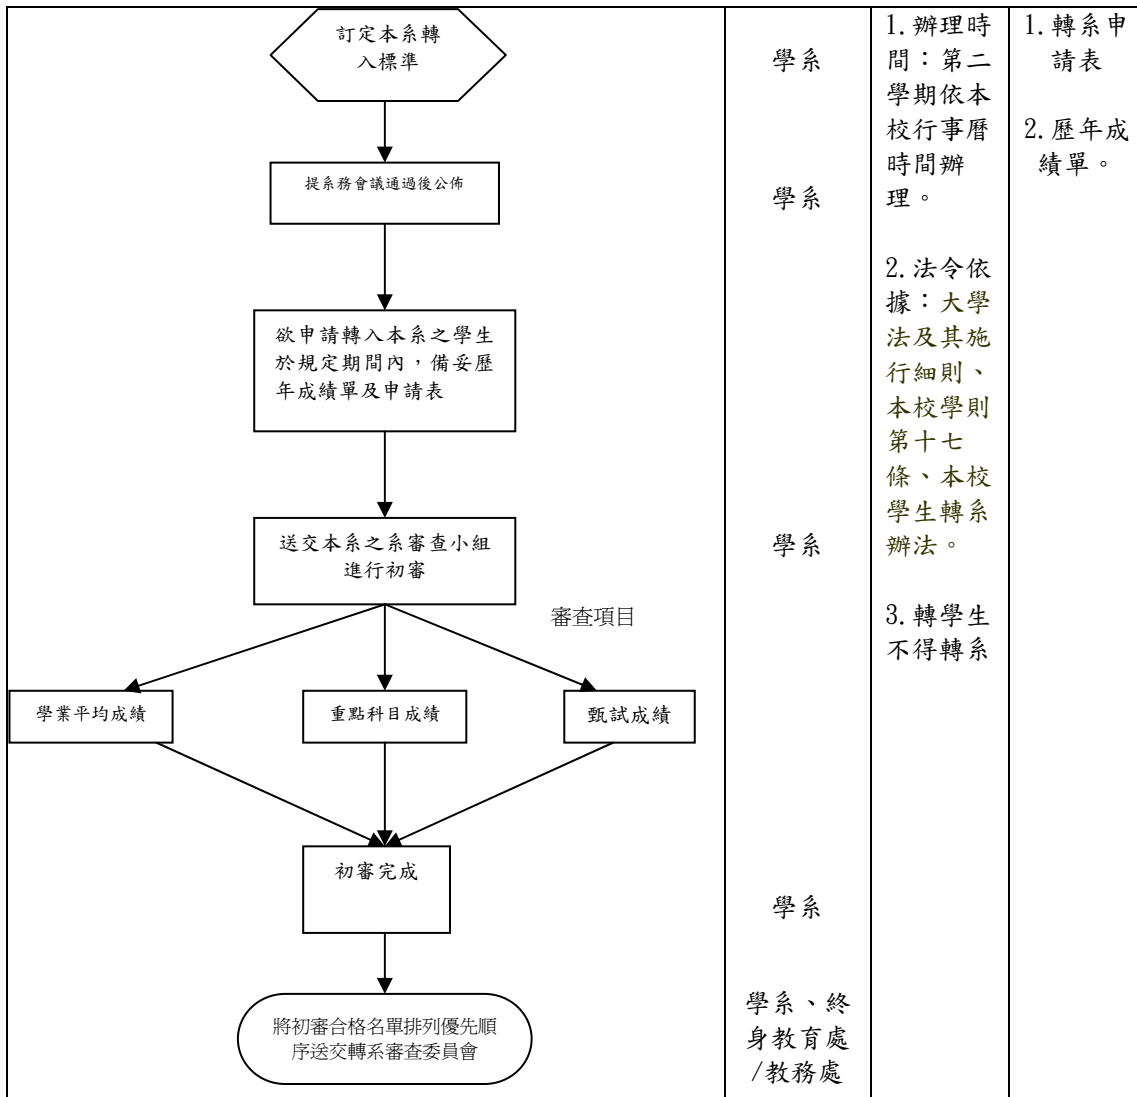 訂定本系轉
入標準
提系務會議通過後公佈
欲申請轉入本系之學生
於規定期間內，備妥歷
年成績單及申請表
送交本系之系審查小組
進行初審
審查項目
學業平均成績
重點科目成績
甄試成績
初審完成
將初審合格名單排列優先順
序送交轉系審查委員會
學系
學系
學系
學系
學系、終
身教育處
/教務處
1.辦理時
間：第二
學期依本
校行事曆
時間辦
理。
2.法令依
據：大學
法及其施
行細則、
本校學則
第十七
條、本校
學生轉系
辦法。
3.轉學生
不得轉系
1.轉系申
請表
2.歷年成
績單。